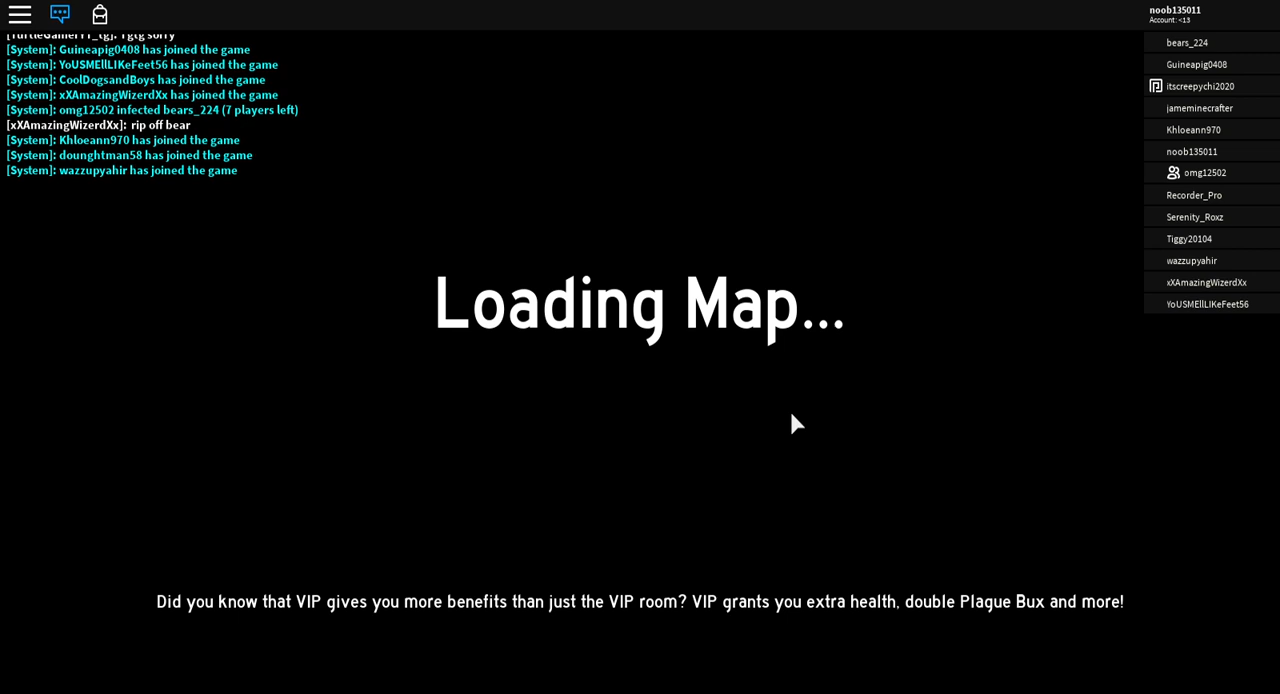 noob135011
Account: <13
[System]: Guineapig0408 has joined the game
[System]: YoUSMEllLIKeFeet56 has joined the game
[System]: CoolDogsandBoys has joined the game
[System]: xXAmazingWizerdXx has joined the game
[System]: omg12502 infected bears_224 (7 players left)
[xXAmazingWizerdXx]: rip off bear
[System]: Khloeann970 has joined the game
[System]: dounghtman58 has joined the game
[System]: wazzupyahir has joined the game
bears_224
Guineapig0408
itscreepychi2020
jameminecrafter
Khloeann970
noob135011
omg12502
Recorder_Pro
Serenity_Roxz
Tiggy20104
wazzupyahir
xXAmazingWizerdXx
YoUSMEllLIKeFeet56
Loading Map...
Did you know that VIP gives you more benefits than just the VIP room? VIP grants you extra health, double Plague Bux and more!